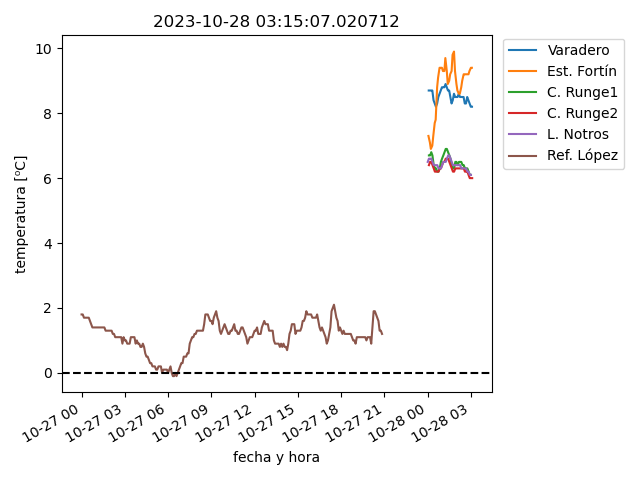 2023-10-28 03:15:07.020712
temperatura [ºC]
10
8
6
4
2
0
10-27 00
10-27 03
10-27 06
10-27 09
10-27 12
10-27 15
10-27 18
10-27 21
10-28 00
10-28 03
fecha y hora
Varadero
Est. Fortín
C. Runge1
C. Runge2
L. Notros
Ref. López